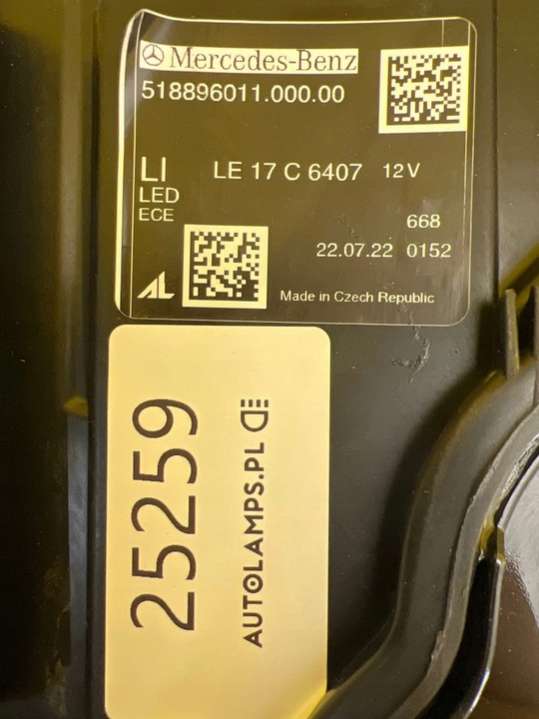 Mercedes-Benz
518896011.000.00
LI LE 17 C 6407 12V
LED
ECE
668
22.07.22 0152
AL Made in Czech Republic
25259
AUTOLAMPS.PL